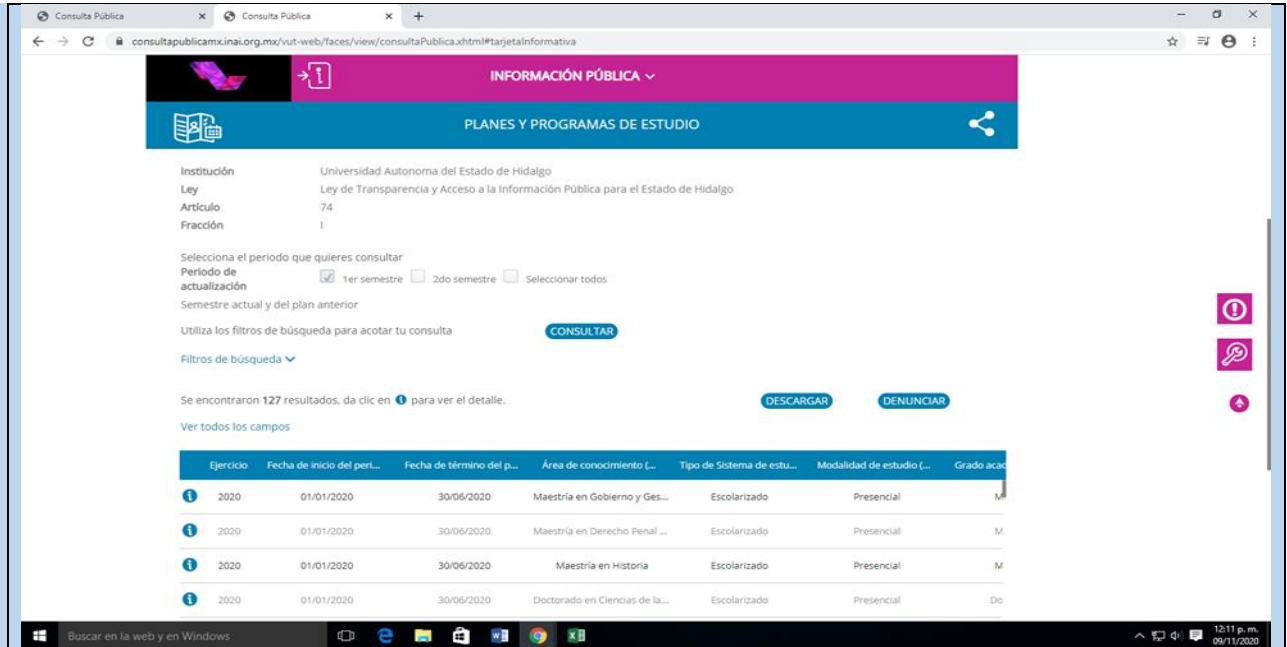 Consulta Pública
Consulta Pública
consultapublicamx.inai.org.mx/vut-web/faces/view/consultaPublica.xhtml#tarjetaInformativa
INFORMACIÓN PÚBLICA
PLANES Y PROGRAMAS DE ESTUDIO
Institución Universidad Autonoma del Estado de Hidalgo
Ley Ley de Transparencia y Acceso a la Información Pública para el Estado de Hidalgo
Artículo 74
Fracción I
Selecciona el periodo que quieres consultar
Periodo de actualización 1er semestre 2do semestre Seleccionar todos
Semestre actual y del plan anterior
Utiliza los filtros de búsqueda para acotar tu consulta CONSULTAR
Filtros de búsqueda
Se encontraron 127 resultados, da clic en i para ver el detalle. DESCARGAR DENUNCIAR
Ver todos los campos
Ejercicio Fecha de inicio del peri... Fecha de término del p... Área de conocimiento (... Tipo de Sistema de estu... Modalidad de estudio (... Grado acad
2020 01/01/2020 30/06/2020 Maestría en Gobierno y Ges... Escolarizado Presencial M
2020 01/01/2020 30/06/2020 Maestría en Derecho Penal ... Escolarizado Presencial M
2020 01/01/2020 30/06/2020 Maestría en Historia Escolarizado Presencial M
2020 01/01/2020 30/06/2020 Doctorado en Ciencias de la... Escolarizado Presencial Do
Buscar en la web y en Windows
12:11 p. m.
09/11/2020